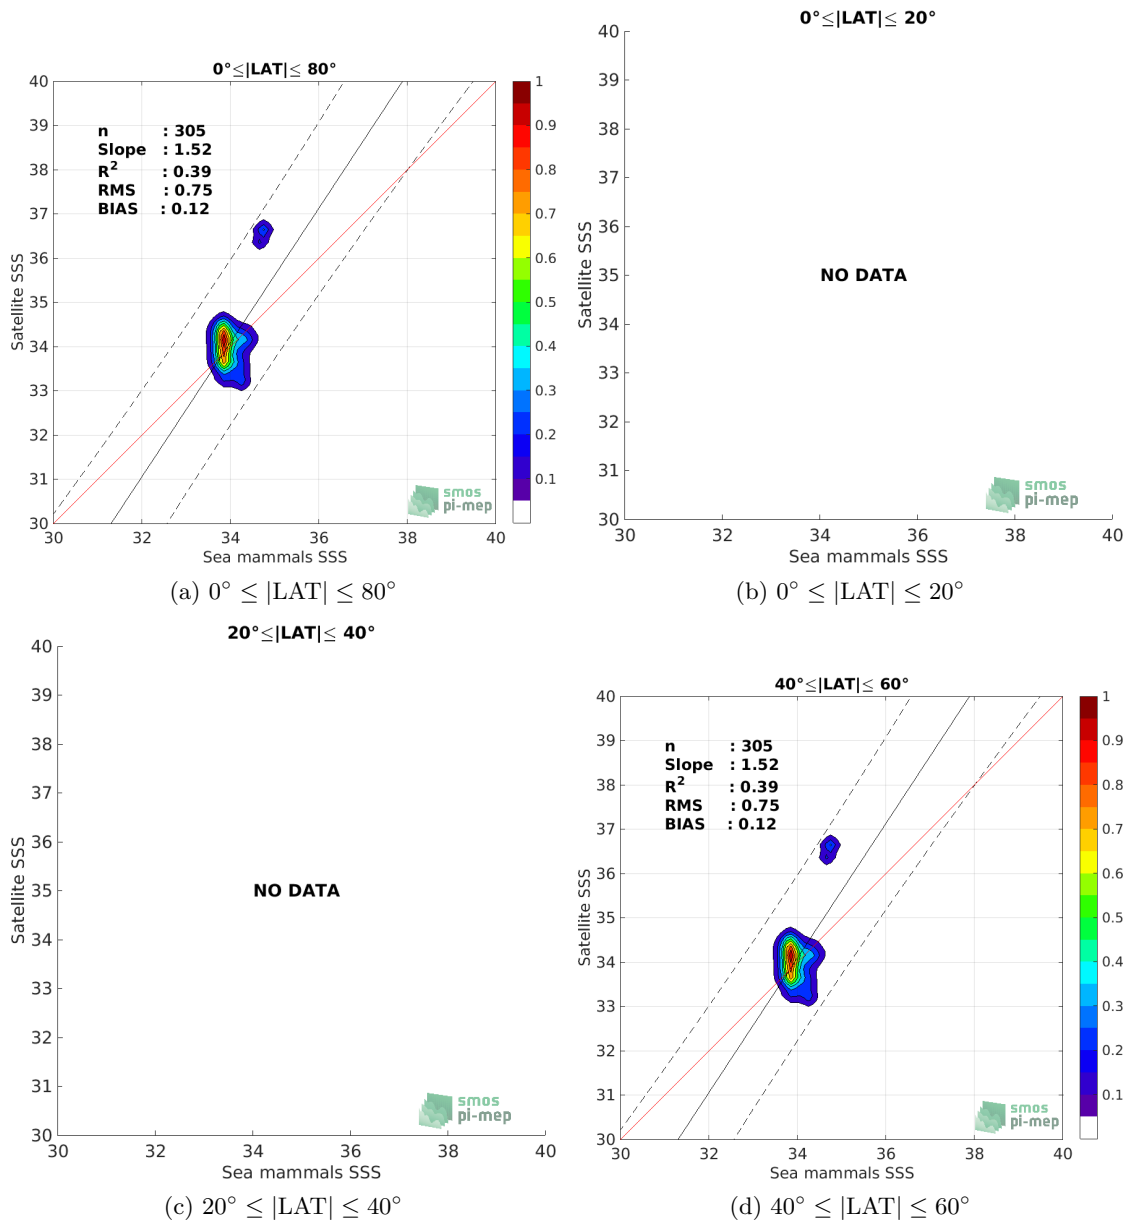 0°≤|LAT|≤ 80°
40
39
38
37
36
35
34
33
32
31
30
Satellite SSS
n : 305
Slope : 1.52
R² : 0.39
RMS : 0.75
BIAS : 0.12
smos
pi-mep
30 32 34 36 38 40
Sea mammals SSS
1
0.9
0.8
0.7
0.6
0.5
0.4
0.3
0.2
0.1
(a) 0° ≤ |LAT| ≤ 80°
0°≤|LAT|≤ 20°
40
39
38
37
36
35
34
33
32
31
30
Satellite SSS
NO DATA
smos
pi-mep
30 32 34 36 38 40
Sea mammals SSS
(b) 0° ≤ |LAT| ≤ 20°
20°≤|LAT|≤ 40°
40
39
38
37
36
35
34
33
32
31
30
Satellite SSS
NO DATA
smos
pi-mep
30 32 34 36 38 40
Sea mammals SSS
(c) 20° ≤ |LAT| ≤ 40°
40°≤|LAT|≤ 60°
40
39
38
37
36
35
34
33
32
31
30
Satellite SSS
n : 305
Slope : 1.52
R² : 0.39
RMS : 0.75
BIAS : 0.12
smos
pi-mep
30 32 34 36 38 40
Sea mammals SSS
1
0.9
0.8
0.7
0.6
0.5
0.4
0.3
0.2
0.1
(d) 40° ≤ |LAT| ≤ 60°